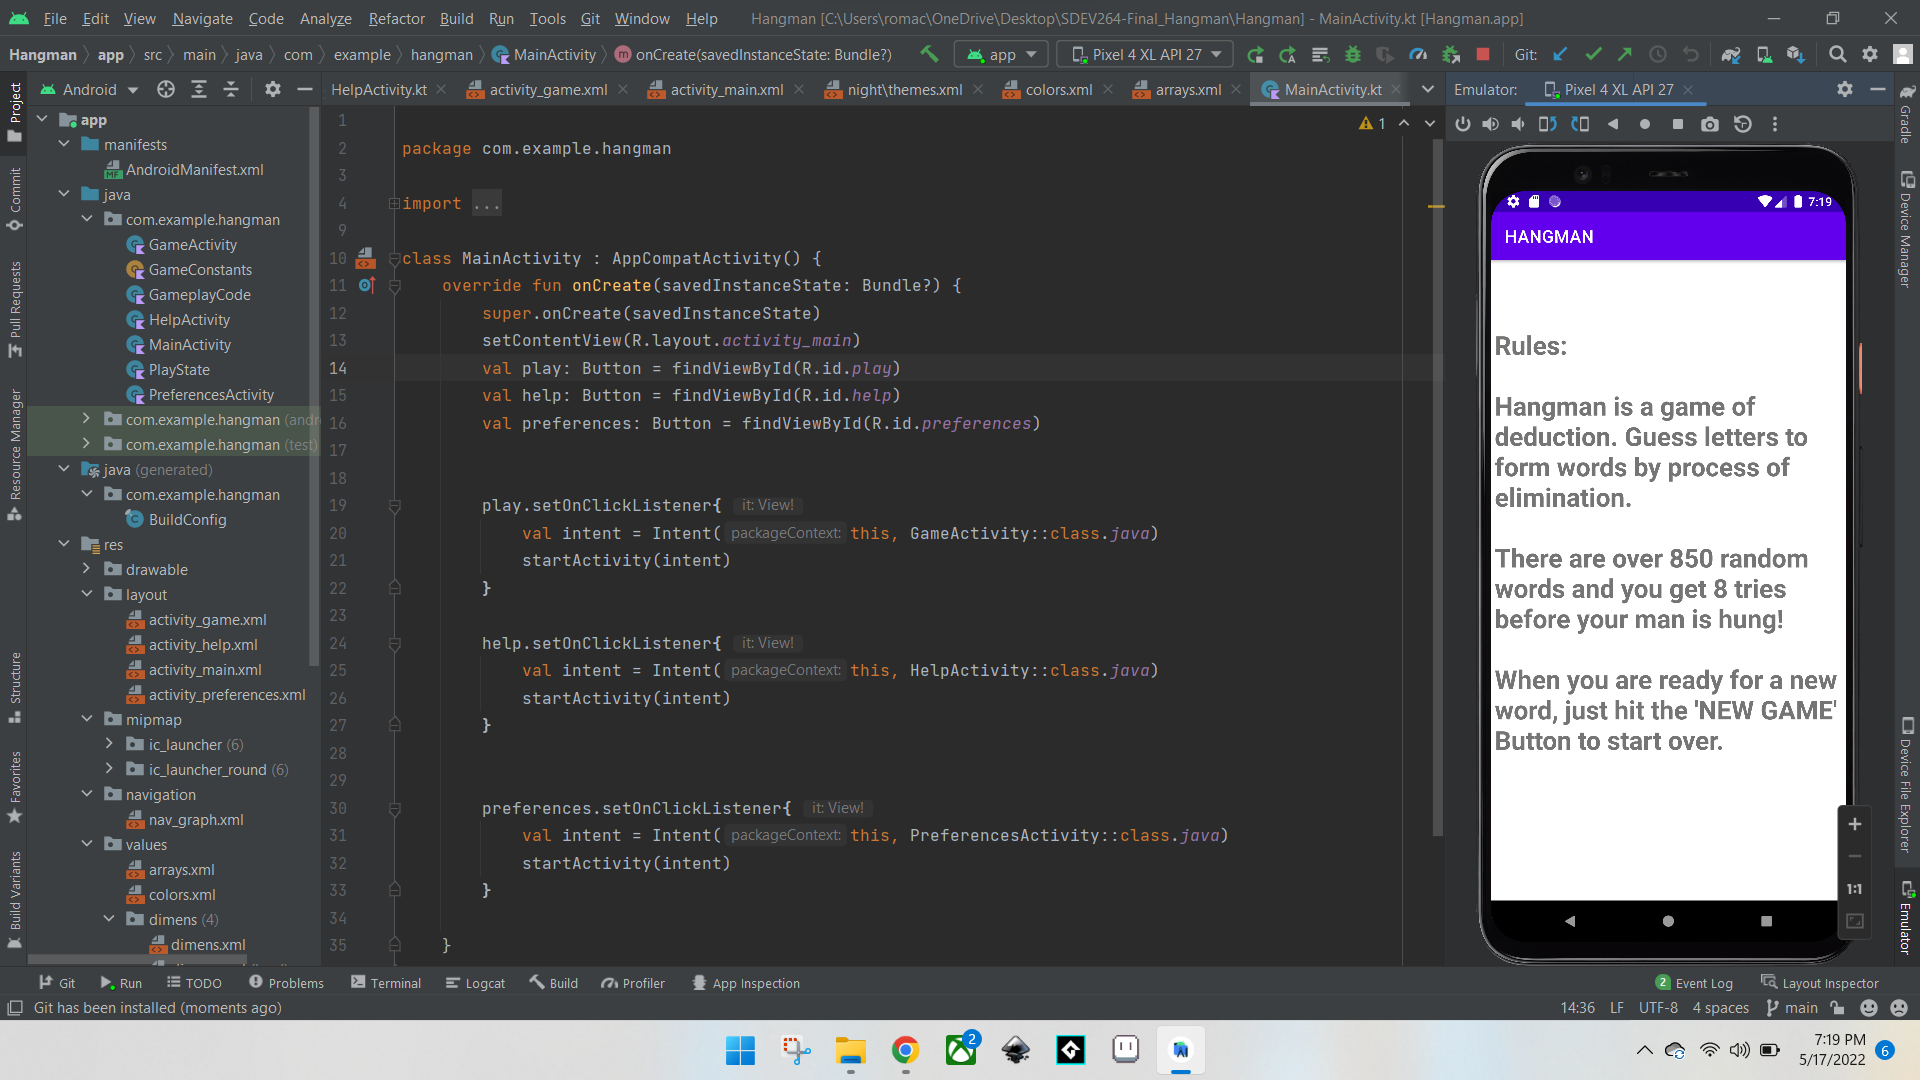 File Edit View Navigate Code Analyze Refactor Build Run Tools Git Window Help Hangman [C:\Users\romac\OneDrive\Desktop\SDEV264-Final_Hangman\Hangman] - MainActivity.kt [Hangman.app]
Hangman app src main java com example hangman MainActivity onCreate(savedInstanceState: Bundle?) app Pixel 4 XL API 27 Git:
Android HelpActivity.kt activity_game.xml activity_main.xml night\themes.xml colors.xml arrays.xml MainActivity.kt Emulator: Pixel 4 XL API 27
Project
Commit
Pull Requests
Resource Manager
Structure
Favorites
Build Variants
app
manifests
AndroidManifest.xml
java
com.example.hangman
GameActivity
GameConstants
GameplayCode
HelpActivity
MainActivity
PlayState
PreferencesActivity
com.example.hangman (andr
com.example.hangman (test)
java (generated)
com.example.hangman
BuildConfig
res
drawable
layout
activity_game.xml
activity_help.xml
activity_main.xml
activity_preferences.xml
mipmap
ic_launcher (6)
ic_launcher_round (6)
navigation
nav_graph.xml
values
arrays.xml
colors.xml
dimens (4)
dimens.xml
1
1
2 package com.example.hangman
3
4 import ...
9
10 class MainActivity : AppCompatActivity() {
11 override fun onCreate(savedInstanceState: Bundle?) {
12 super.onCreate(savedInstanceState)
13 setContentView(R.layout.activity_main)
14 val play: Button = findViewById(R.id.play)
15 val help: Button = findViewById(R.id.help)
16 val preferences: Button = findViewById(R.id.preferences)
17
18
19 play.setOnClickListener{ it: View!
20 val intent = Intent( packageContext: this, GameActivity::class.java)
21 startActivity(intent)
22 }
23
24 help.setOnClickListener{ it: View!
25 val intent = Intent( packageContext: this, HelpActivity::class.java)
26 startActivity(intent)
27 }
28
29
30 preferences.setOnClickListener{ it: View!
31 val intent = Intent( packageContext: this, PreferencesActivity::class.java)
32 startActivity(intent)
33 }
34
35 }
7:19
HANGMAN
Rules:
Hangman is a game of
deduction. Guess letters to
form words by process of
elimination.
There are over 850 random
words and you get 8 tries
before your man is hung!
When you are ready for a new
word, just hit the 'NEW GAME'
Button to start over.
1:1
Gradle
Device Manager
Device File Explorer
Emulator
Git Run TODO Problems Terminal Logcat Build Profiler App Inspection 2 Event Log Layout Inspector
Git has been installed (moments ago) 14:36 LF UTF-8 4 spaces main
2
7:19 PM
5/17/2022
6